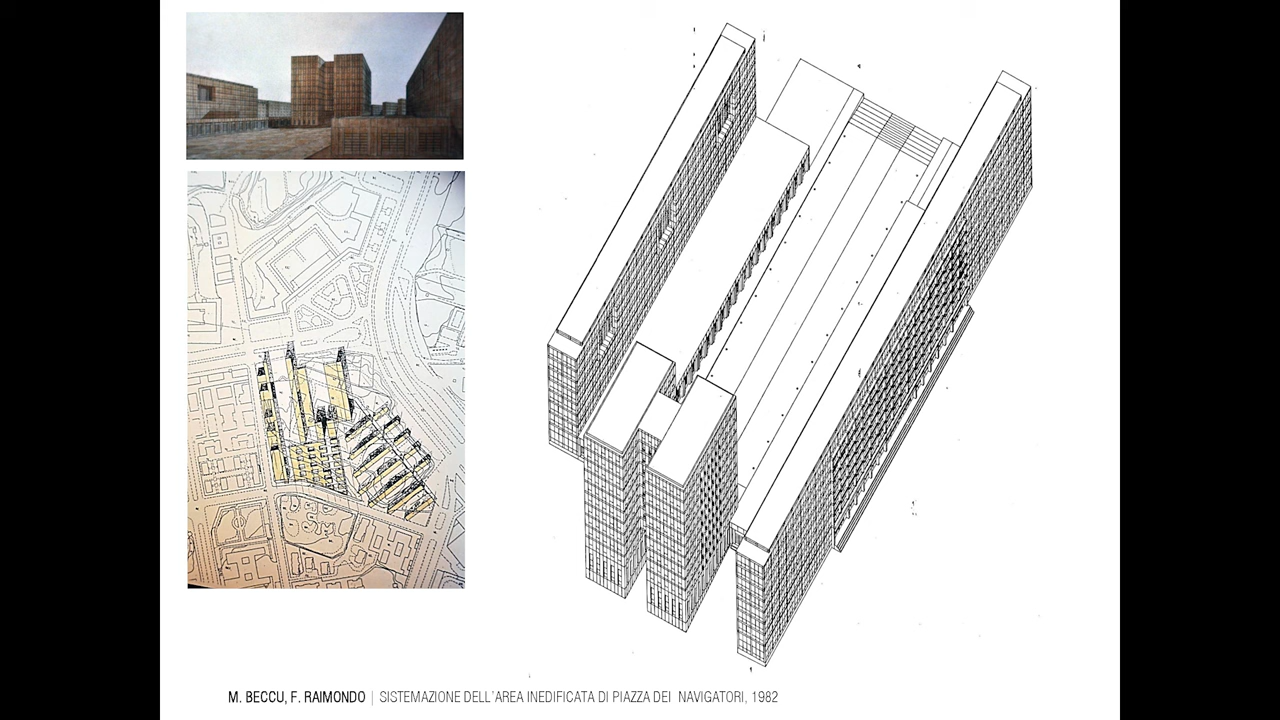 M. BECCU, F. RAIMONDO | SISTEMAZIONE DELL'AREA INEDIFICATA DI PIAZZA DEI NAVIGATORI, 1982